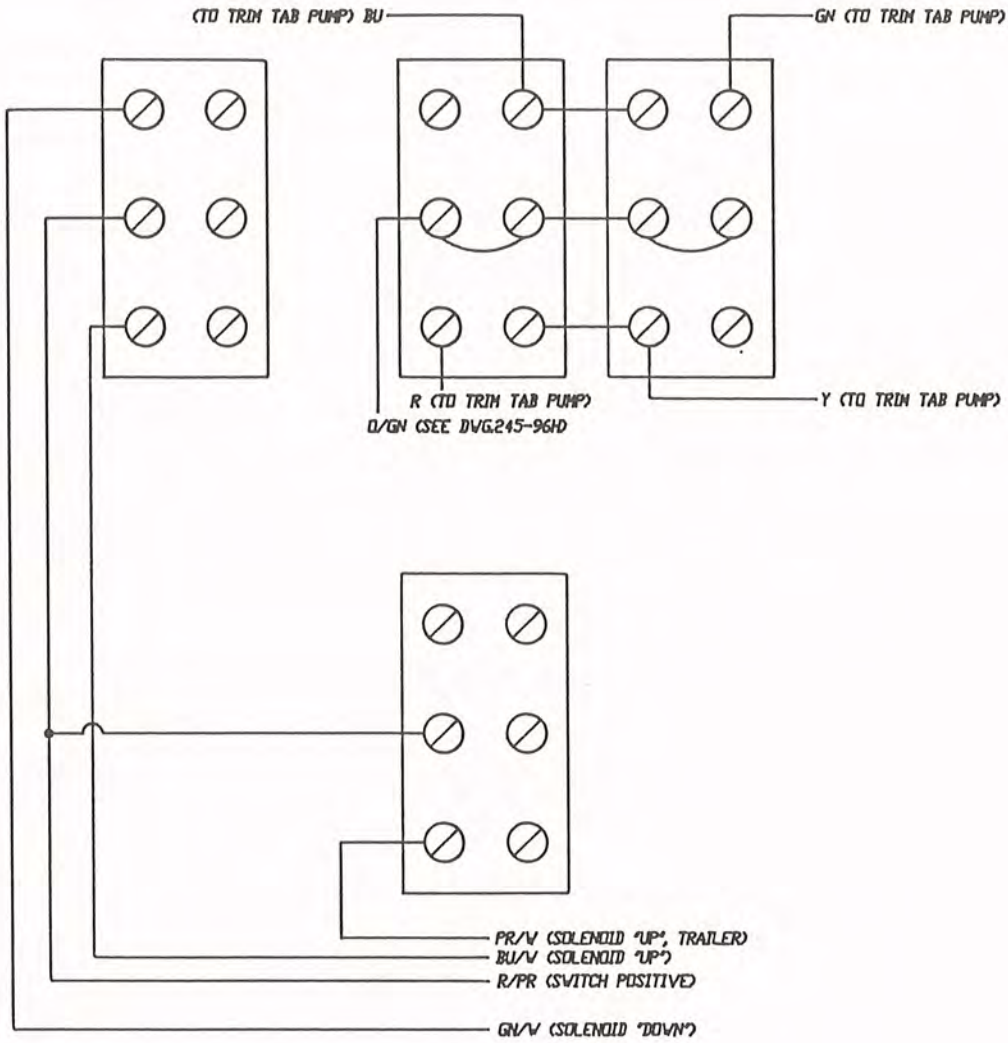 (TO TRIM TAB PUMP) BU
GN (TO TRIM TAB PUMP)
R (TO TRIM TAB PUMP)
O/GN (SEE DWG.245-96H)
Y (TO TRIM TAB PUMP)
PR/W (SOLENOID "UP", TRAILER)
BU/W (SOLENOID "UP")
R/PR (SWITCH POSITIVE)
GN/W (SOLENOID "DOWN")